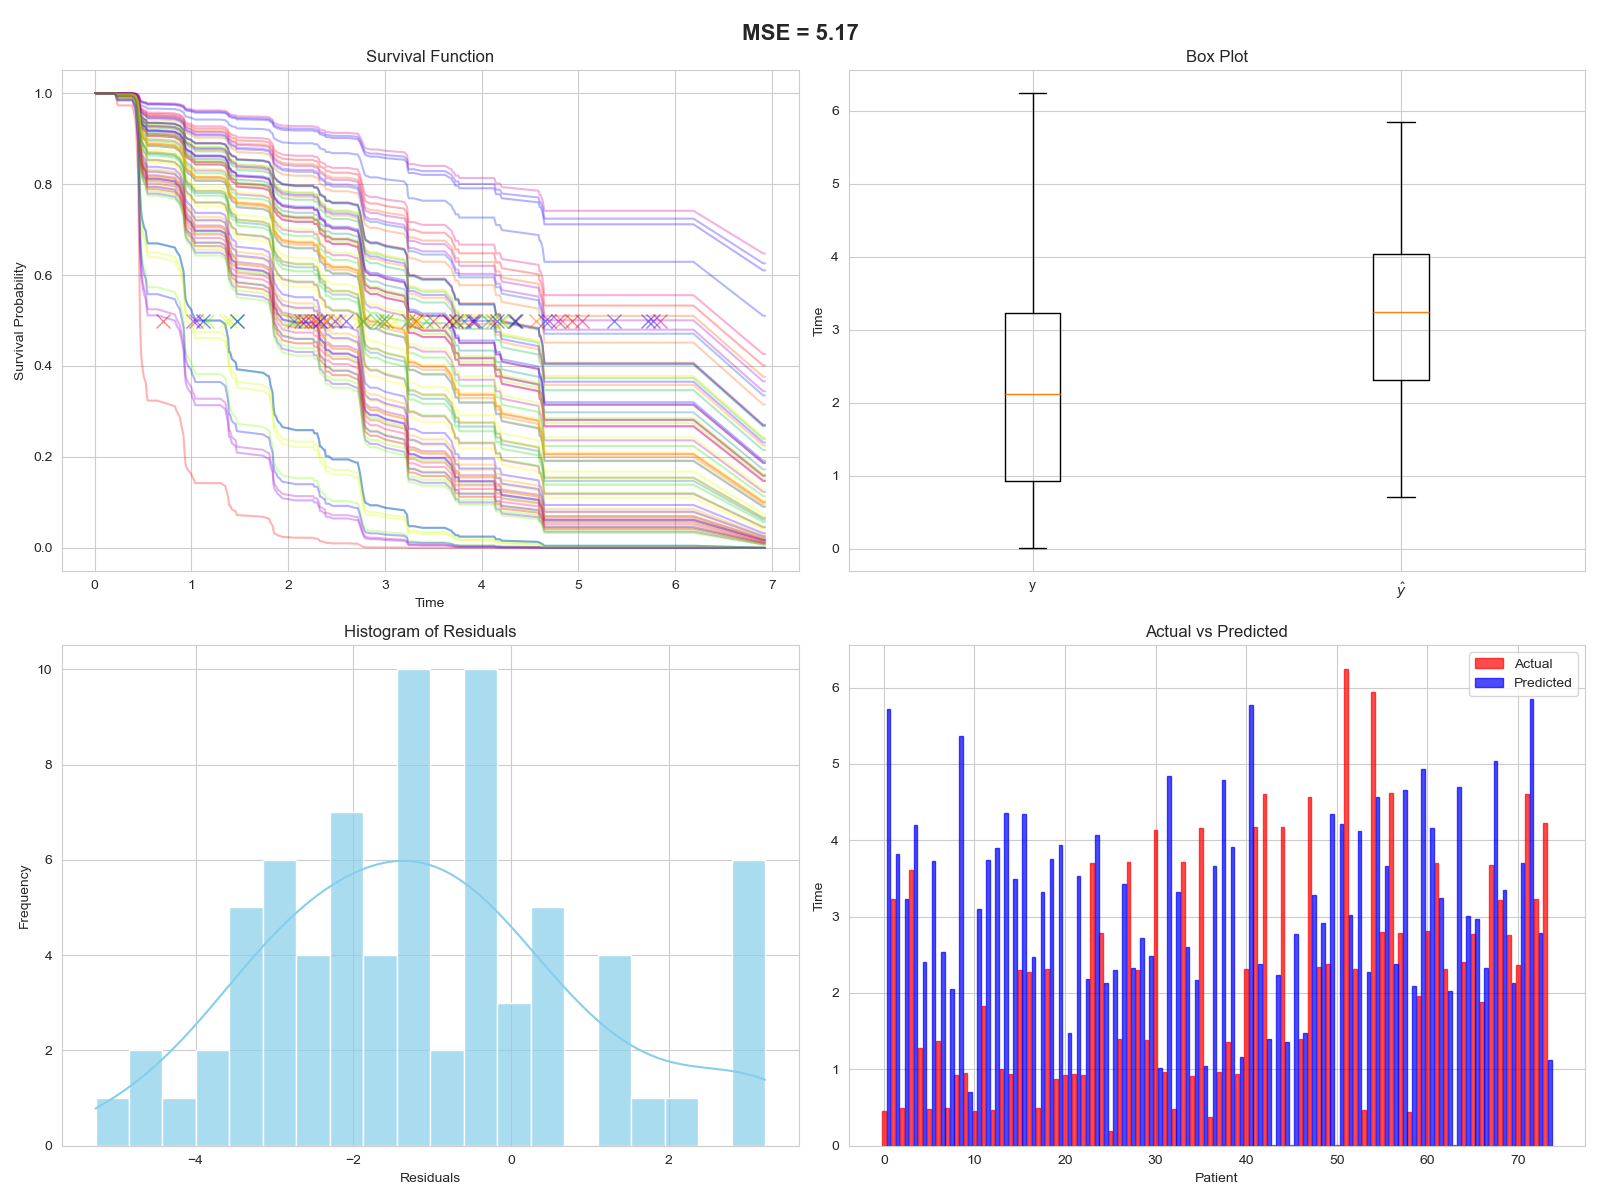 MSE = 5.17
Survival Function
Survival Probability
1.0
0.8
0.6
0.4
0.2
0.0
0 1 2 3 4 5 6 7
Time
Box Plot
Time
6
5
4
3
2
1
0
y ŷ
Histogram of Residuals
Frequency
10
8
6
4
2
0
−4 −2 0 2
Residuals
Actual vs Predicted
Actual
Predicted
Time
6
5
4
3
2
1
0
0 10 20 30 40 50 60 70
Patient